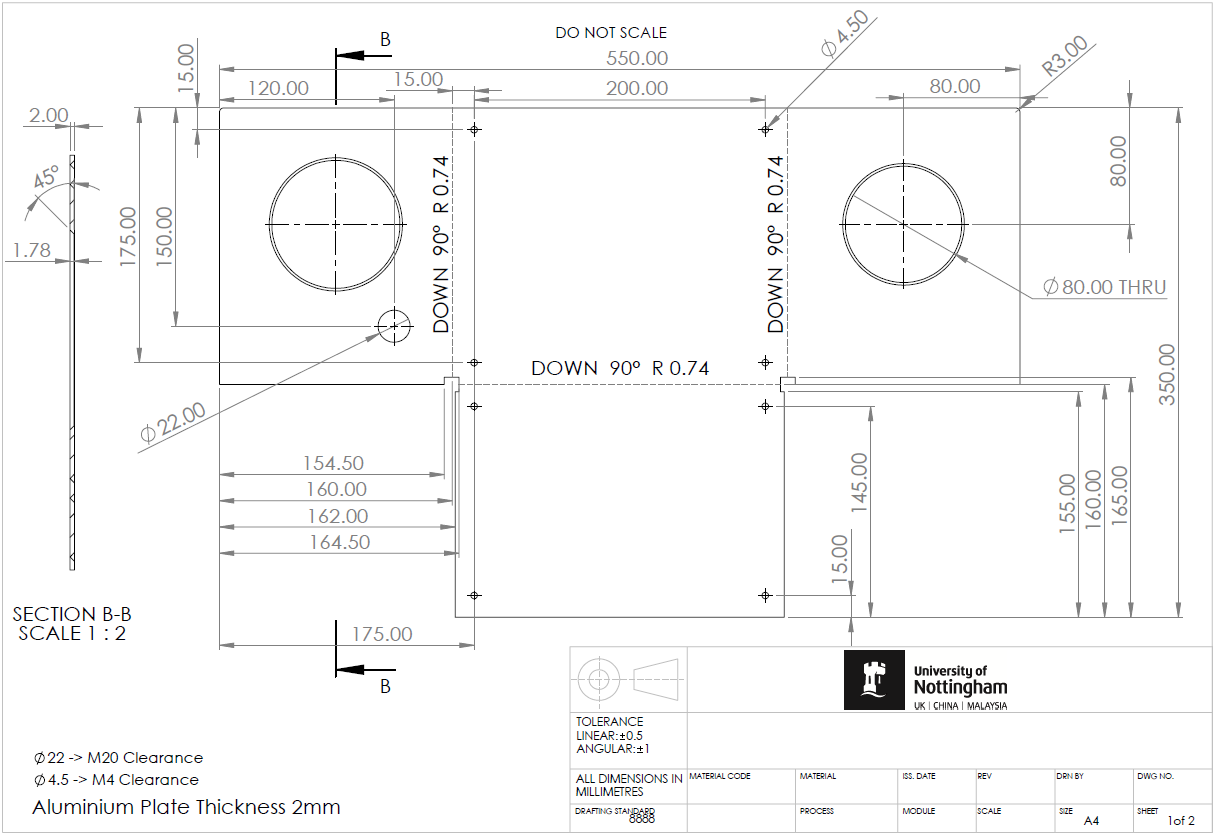 DO NOT SCALE
B
Ø4.50
R3.00
550.00
15.00
120.00
15.00
200.00
80.00
2.00
45°
1.78
175.00
150.00
DOWN 90° R 0.74
DOWN 90° R 0.74
80.00
Ø80.00 THRU
DOWN 90° R 0.74
350.00
Ø22.00
154.50
160.00
162.00
164.50
145.00
15.00
155.00
160.00
165.00
SECTION B-B
SCALE 1 : 2
175.00
B
University of
Nottingham
UK | CHINA | MALAYSIA
TOLERANCE
LINEAR:±0.5
ANGULAR:±1
ALL DIMENSIONS IN
MILLIMETRES
MATERIAL CODE
MATERIAL
ISS. DATE
REV
DRN BY
DWG NO.
DRAFTING STANDARD
8888
PROCESS
MODULE
SCALE
SIZE
A4
SHEET
1of 2
Ø22 -> M20 Clearance
Ø4.5 -> M4 Clearance
Aluminium Plate Thickness 2mm